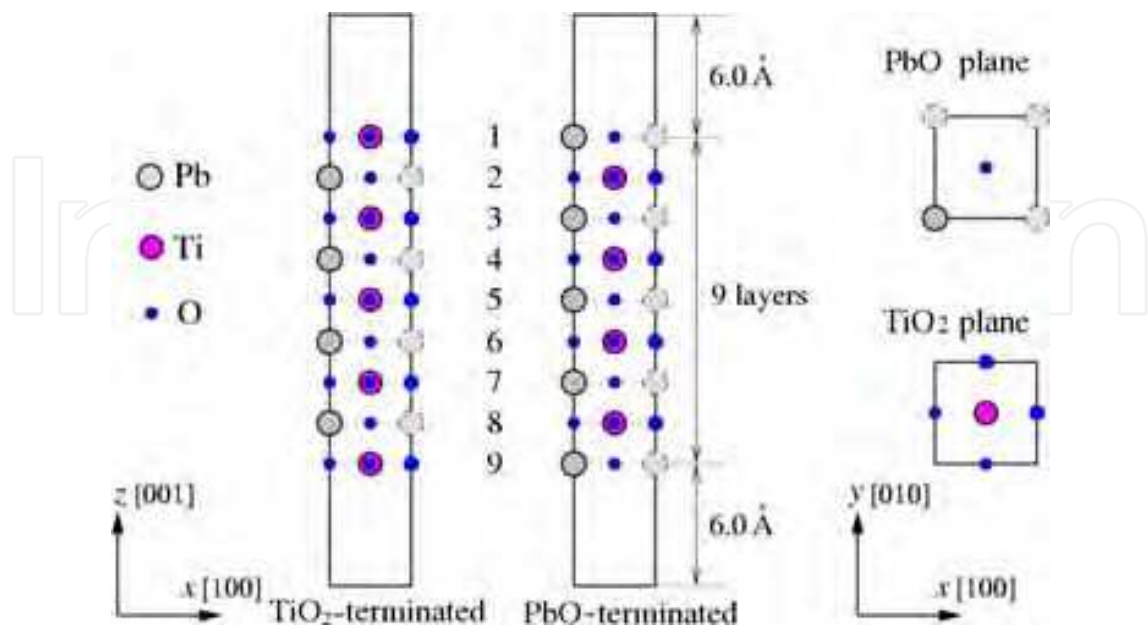 6.0 Å
PbO plane
1
2
3
4
5
6
7
8
9
Pb
Ti
O
9 layers
TiO2 plane
6.0 Å
z [001]
x [100]
y [010]
x [100]
TiO2-terminated
PbO-terminated